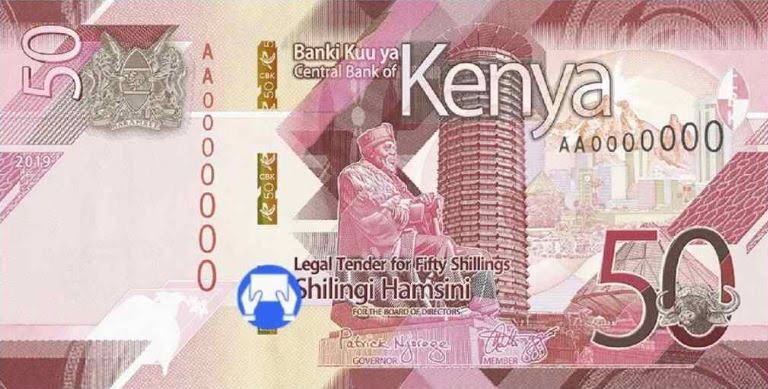 50
Banki Kuu ya
Central Bank of
Kenya
AA0000000
CBK
50
AA0000000
HARAMBEE
2019
CBK
50
Legal Tender for Fifty Shillings
Shilingi Hamsini
FOR THE BOARD OF DIRECTORS
50
Patrick Njoroge
GOVERNOR
MEMBER